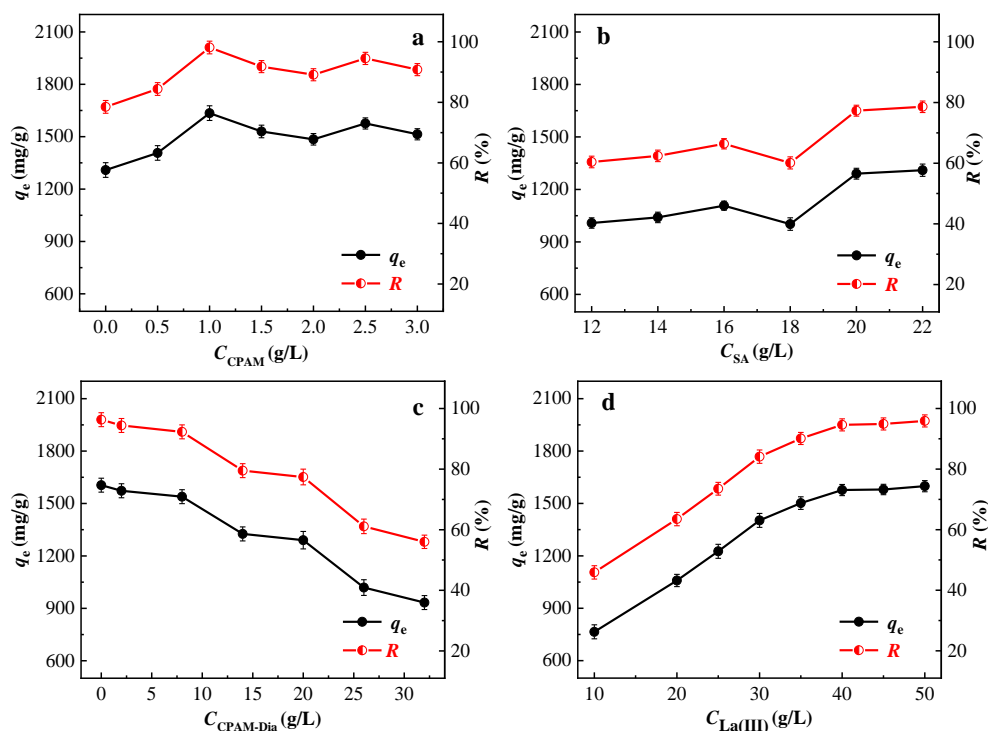 a
2100
1800
1500
1200
900
600
qe (mg/g)
100
80
60
40
20
R (%)
qe
R
0.0 0.5 1.0 1.5 2.0 2.5 3.0
CCPAM (g/L)
b
2100
1800
1500
1200
900
600
qe (mg/g)
100
80
60
40
20
R (%)
qe
R
12 14 16 18 20 22
CSA (g/L)
c
2100
1800
1500
1200
900
600
qe (mg/g)
100
80
60
40
20
R (%)
qe
R
0 5 10 15 20 25 30
CCPAM-Dia (g/L)
d
2100
1800
1500
1200
900
600
qe (mg/g)
100
80
60
40
20
R (%)
qe
R
10 20 30 40 50
CLa(III) (g/L)